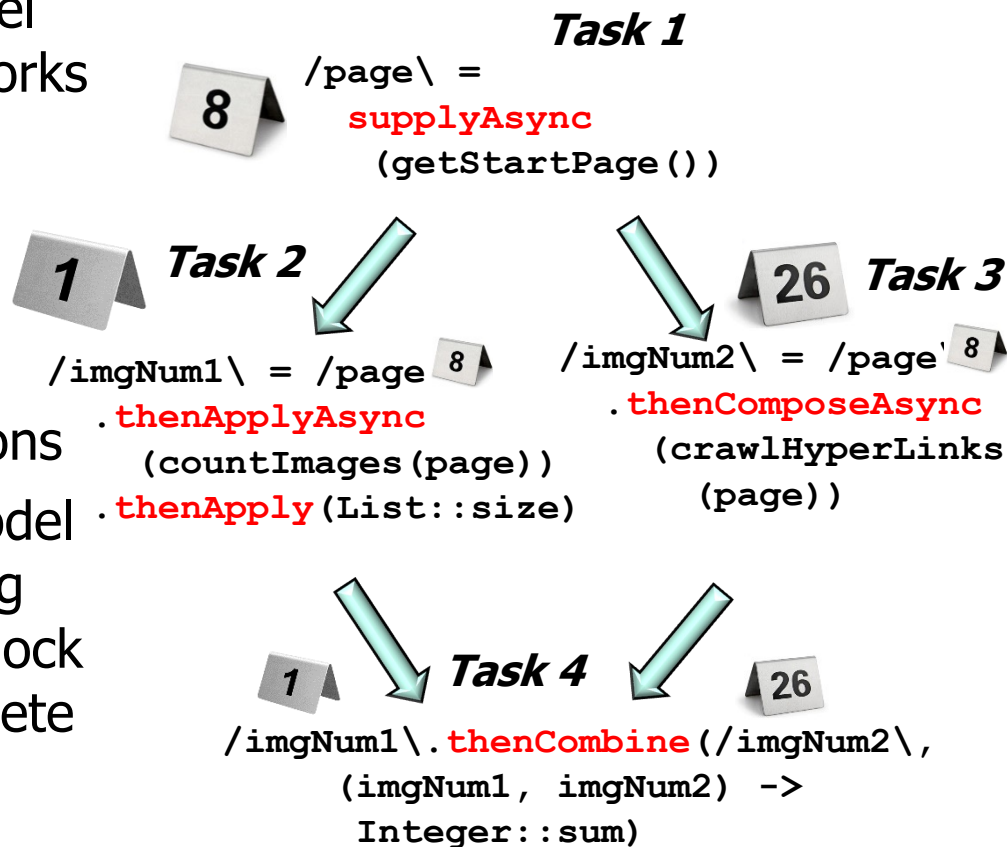 el
orks
Task 1
8
/page\ =
supplyAsync
(getStartPage())
1
Task 2
26
Task 3
/imgNum1\ = /page 8
.thenApplyAsync
(countImages(page))
.thenApply(List::size)
/imgNum2\ = /page\ 8
.thenComposeAsync
(crawlHyperLinks
(page))
ons
odel
g
ock
ete
1
Task 4
26
/imgNum1\.thenCombine(/imgNum2\,
(imgNum1, imgNum2) ->
Integer::sum)